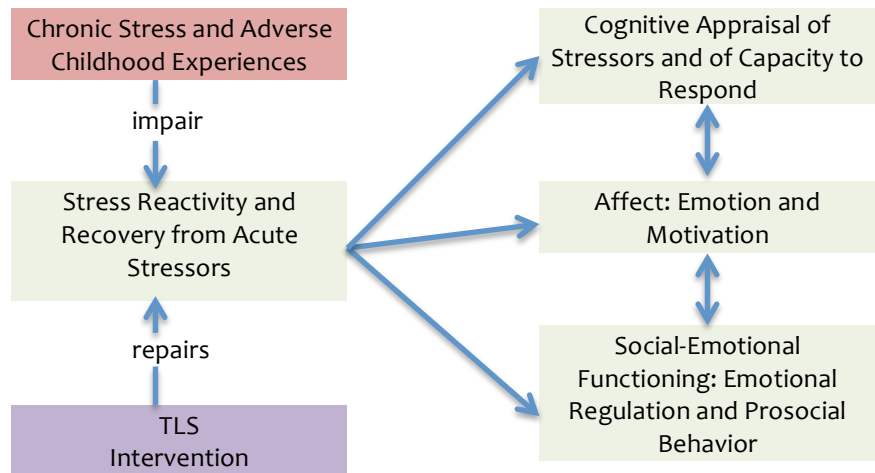 Chronic Stress and Adverse
Childhood Experiences
impair
Stress Reactivity and
Recovery from Acute
Stressors
repairs
TLS
Intervention
Cognitive Appraisal of
Stressors and of Capacity to
Respond
Affect: Emotion and
Motivation
Social-Emotional
Functioning: Emotional
Regulation and Prosocial
Behavior